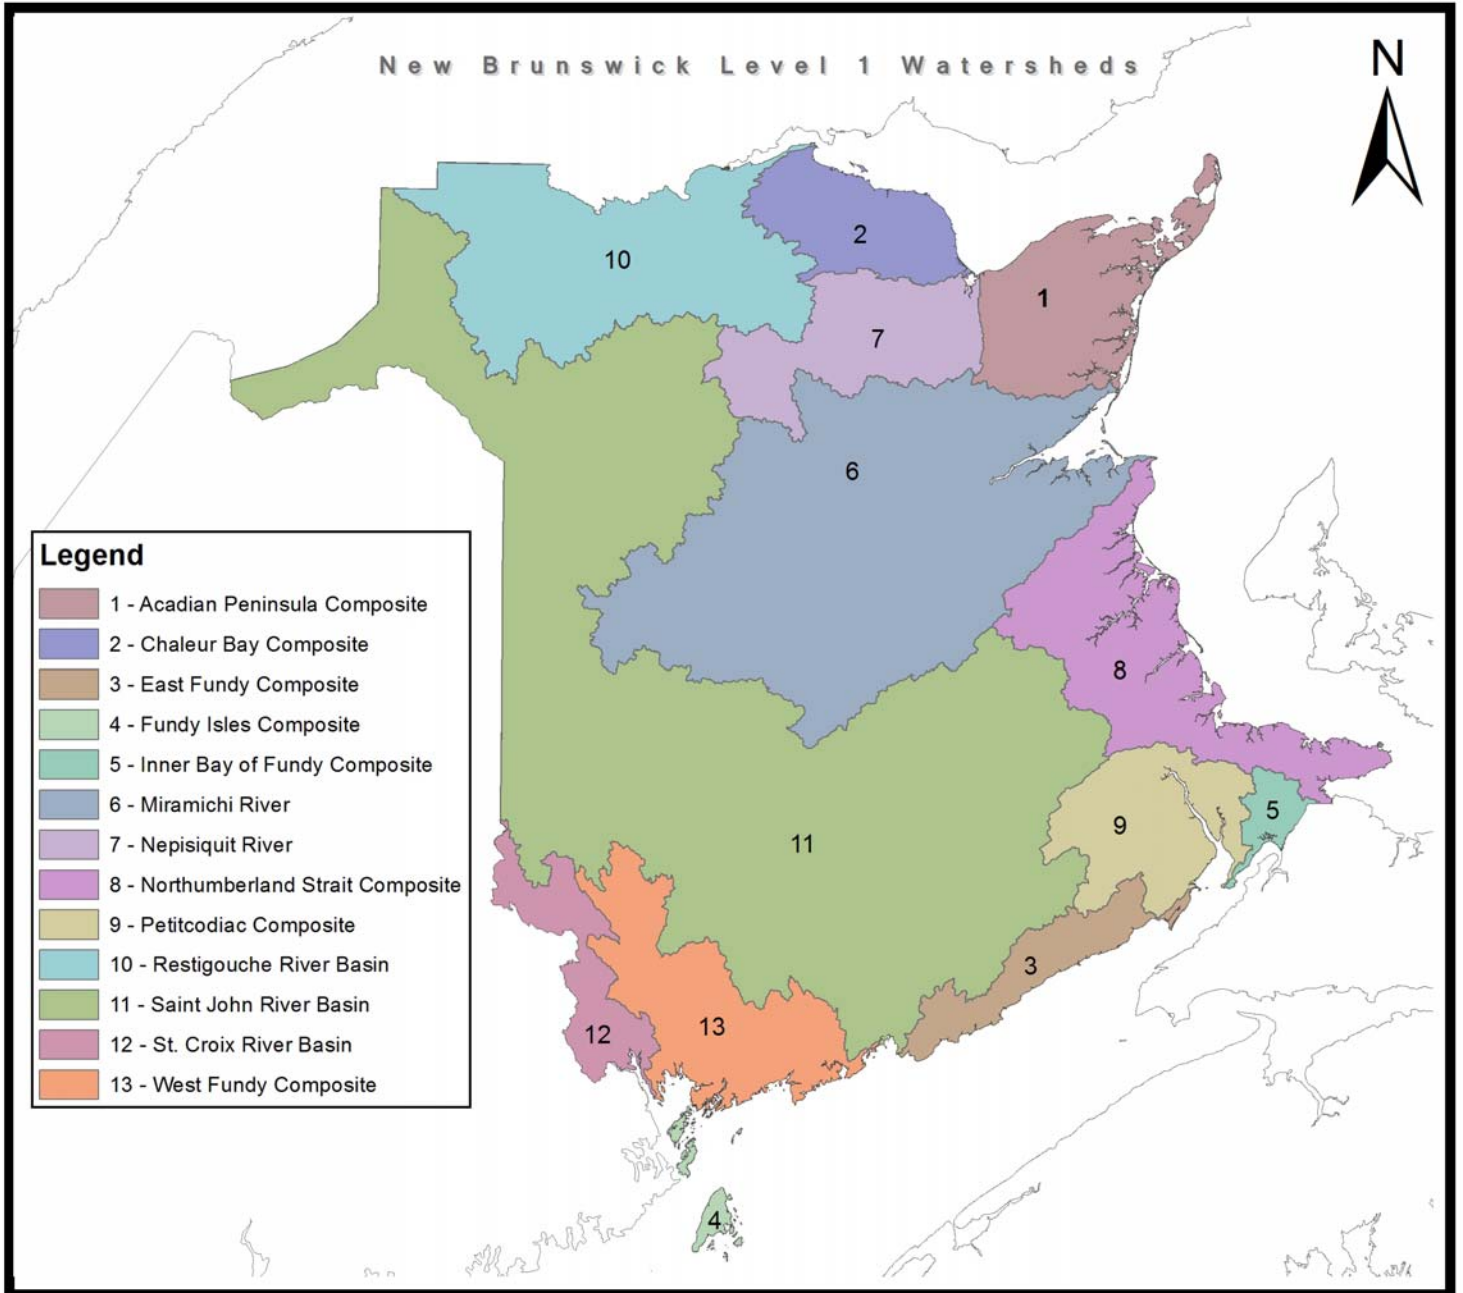 New Brunswick Level 1 Watersheds
N
10
2
1
7
6
8
5
9
11
3
13
12
4
Legend
1 - Acadian Peninsula Composite
2 - Chaleur Bay Composite
3 - East Fundy Composite
4 - Fundy Isles Composite
5 - Inner Bay of Fundy Composite
6 - Miramichi River
7 - Nepisiquit River
8 - Northumberland Strait Composite
9 - Petitcodiac Composite
10 - Restigouche River Basin
11 - Saint John River Basin
12 - St. Croix River Basin
13 - West Fundy Composite